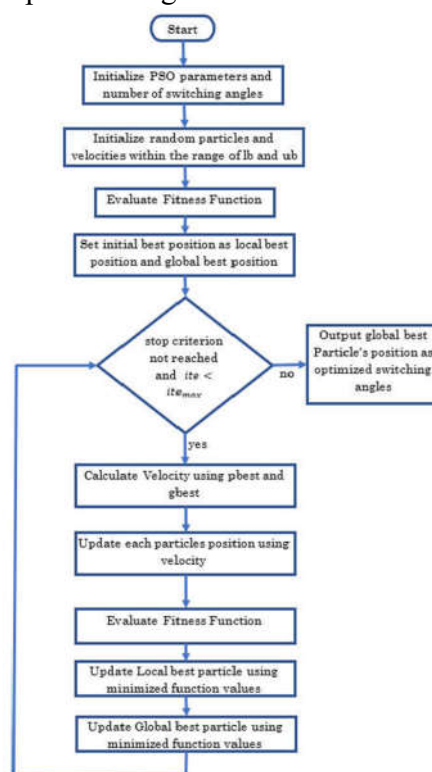 Start
Initialize PSO parameters and
number of switching angles
Initialize random particles and
velocities within the range of lb and ub
Evaluate Fitness Function
Set initial best position as local best
position and global best position
stop criterion
not reached
and ite <
ite_max
no
Output global best
Particle's position as
optimized switching
angles
yes
Calculate Velocity using pbest and
gbest
Update each particles position using
velocity
Evaluate Fitness Function
Update Local best particle using
minimized function values
Update Global best particle using
minimized function values